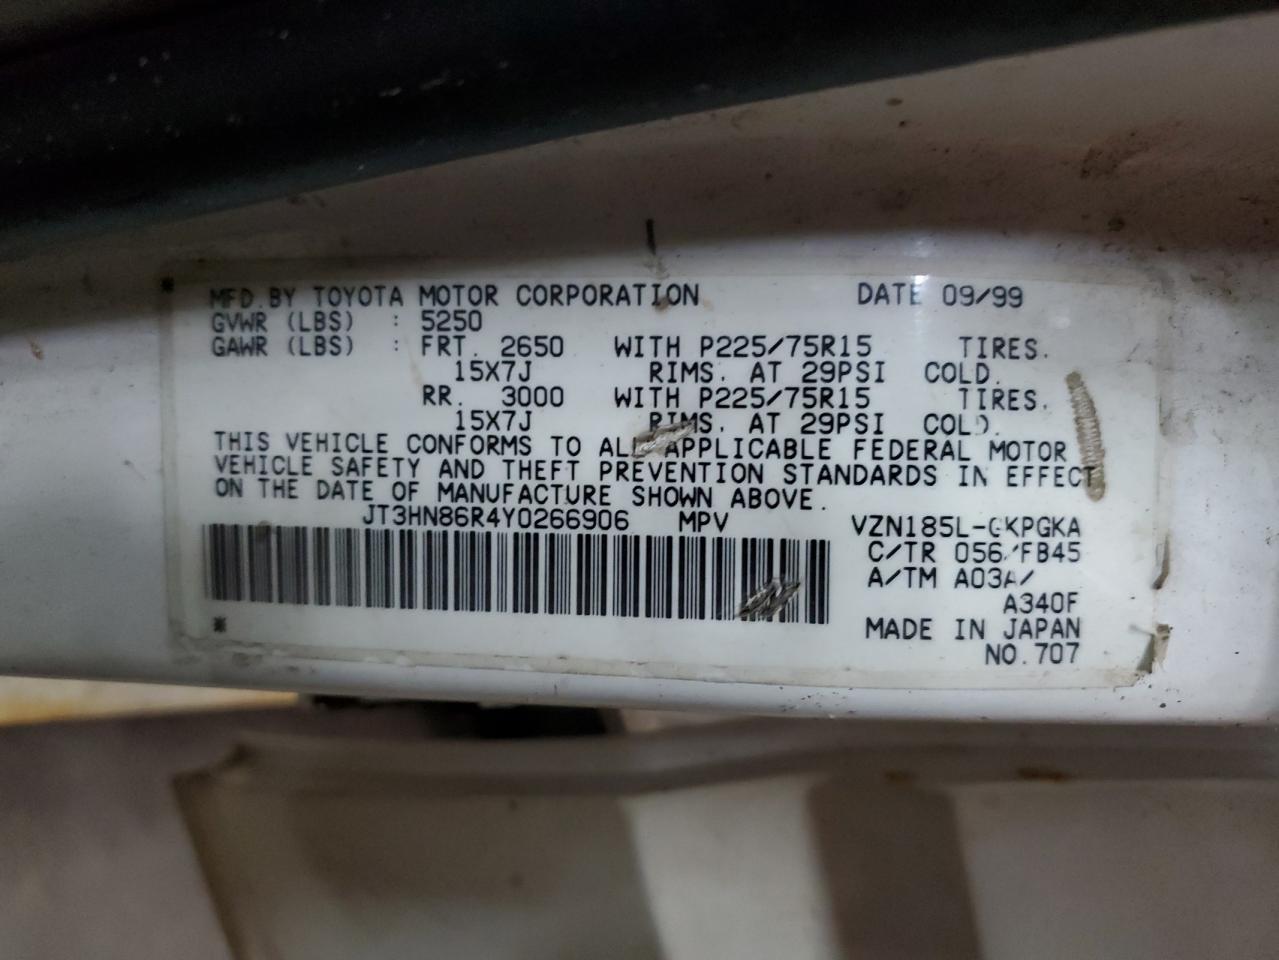 MFD.BY TOYOTA MOTOR CORPORATION DATE 09/99
GVWR (LBS) : 5250
GAWR (LBS) : FRT. 2650 WITH P225/75R15 TIRES.
15X7J RIMS. AT 29PSI COLD.
RR. 3000 WITH P225/75R15 TIRES.
15X7J RIMS. AT 29PSI COLD.
THIS VEHICLE CONFORMS TO ALL APPLICABLE FEDERAL MOTOR
VEHICLE SAFETY AND THEFT PREVENTION STANDARDS IN EFFECT
ON THE DATE OF MANUFACTURE SHOWN ABOVE.
JT3HN86R4Y0266906 MPV VZN185L-GKPGKA
C/TR 056/FB45
A/TM A03A/
A340F
MADE IN JAPAN
NO.707